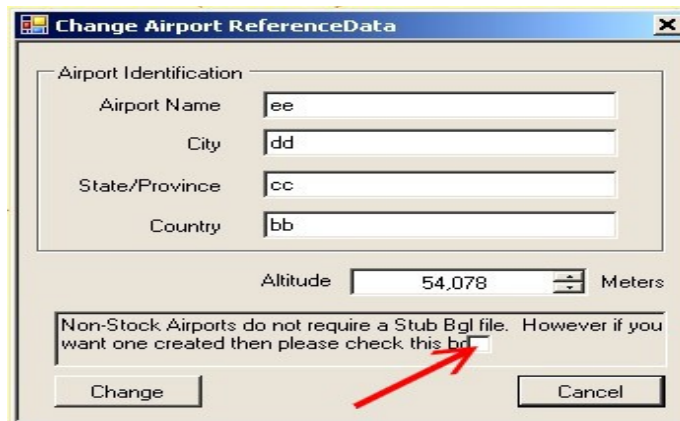 Change Airport ReferenceData
Airport Identification
Airport Name ee
City dd
State/Province cc
Country bb
Altitude 54,078 Meters
Non-Stock Airports do not require a Stub Bgl file. However if you
want one created then please check this
Change Cancel